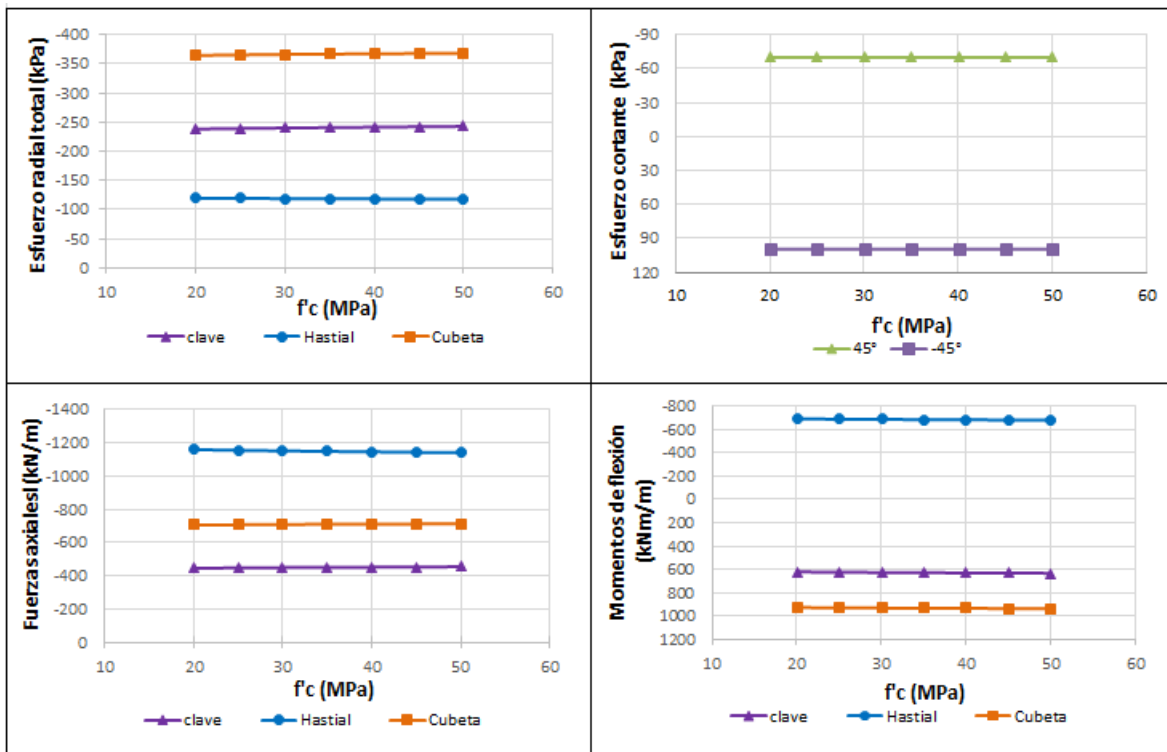 Esfuerzo radial total (kPa)
-400
-350
-300
-250
-200
-150
-100
-50
0
10 20 30 40 50 60
f'c (MPa)
clave Hastial Cubeta
Esfuerzo cortante (kPa)
-90
-60
-30
0
30
60
90
120
10 20 30 40 50 60
f'c (MPa)
45° -45°
Fuerzas axialesl (kN/m)
-1400
-1200
-1000
-800
-600
-400
-200
0
10 20 30 40 50 60
f'c (MPa)
clave Hastial Cubeta
Momentos de flexión
(kNm/m)
-800
-600
-400
-200
0
200
400
600
800
1000
1200
10 20 30 40 50 60
f'c (MPa)
clave Hastial Cubeta